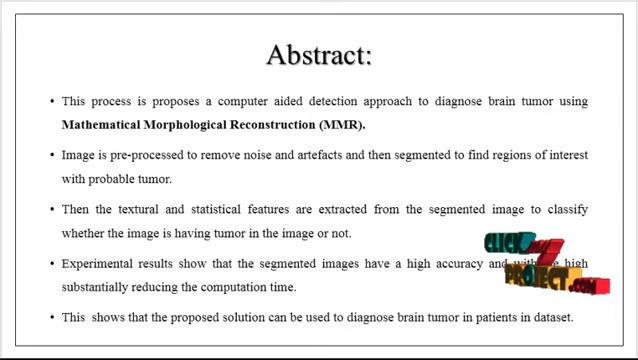 Abstract:
• This process is proposes a computer aided detection approach to diagnose brain tumor using
Mathematical Morphological Reconstruction (MMR).
• Image is pre-processed to remove noise and artefacts and then segmented to find regions of interest
with probable tumor.
• Then the textural and statistical features are extracted from the segmented image to classify
whether the image is having tumor in the image or not.
• Experimental results show that the segmented images have a high accuracy and high
substantially reducing the computation time.
• This shows that the proposed solution can be used to diagnose brain tumor in patients in dataset.
CLICK MY
PROJECT.COM